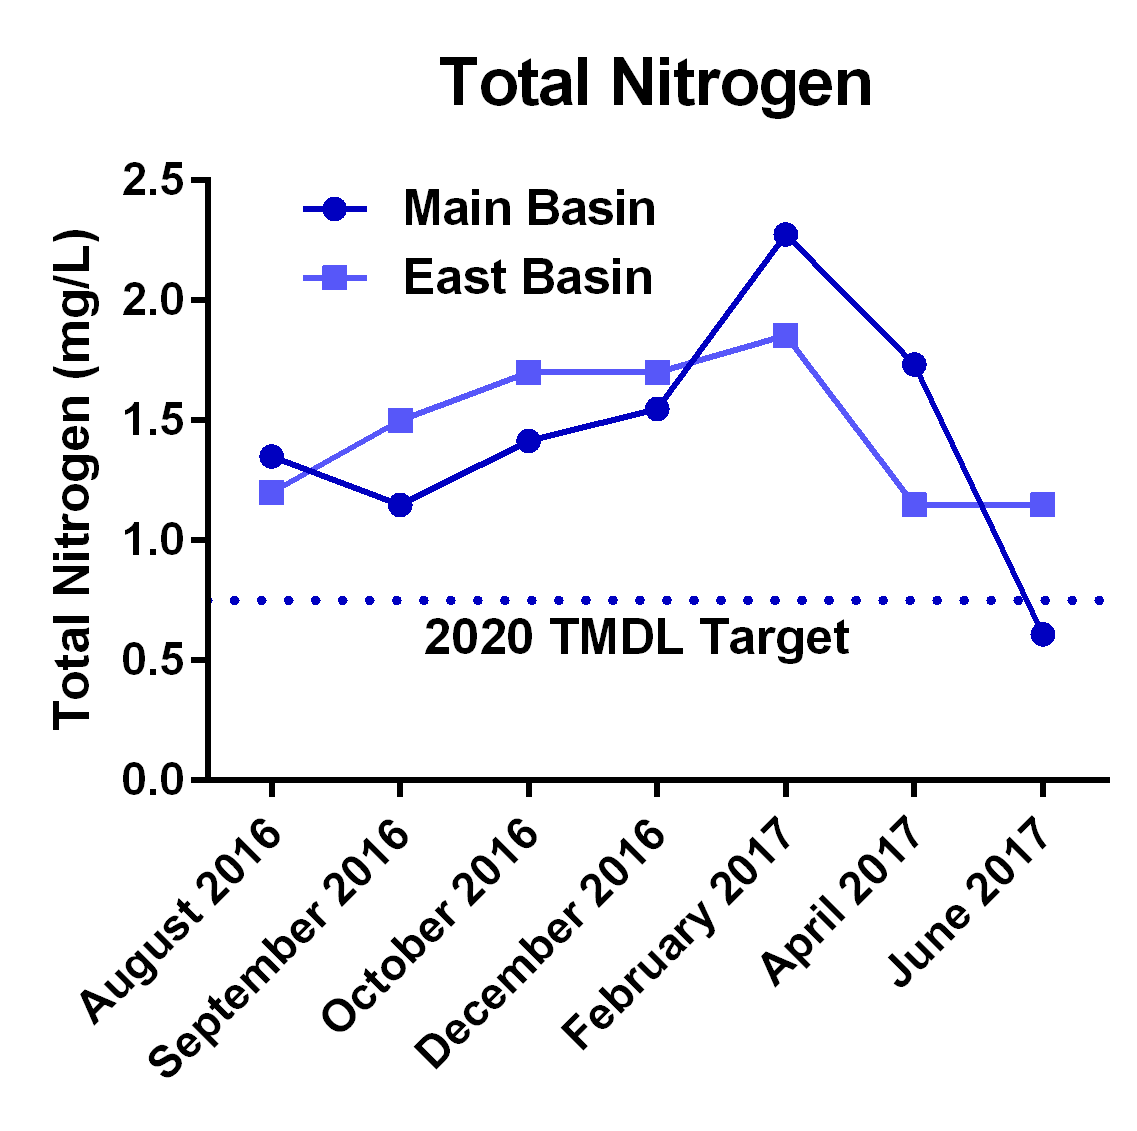 Total Nitrogen
Main Basin
East Basin
Total Nitrogen (mg/L)
2.5
2.0
1.5
1.0
0.5
0.0
2020 TMDL Target
August 2016
September 2016
October 2016
December 2016
February 2017
April 2017
June 2017